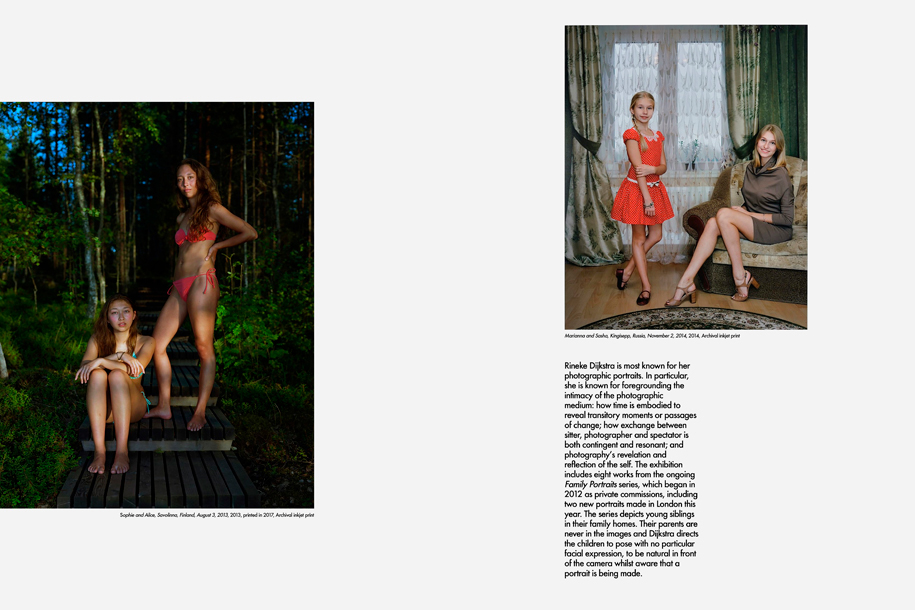 Marianna and Sasha, Kingisepp, Russia, November 2, 2014, 2014, Archival inkjet print
Sophie and Alice, Savolinna, Finland, August 3, 2013, 2013, printed in 2017, Archival inkjet print
Rineke Dijkstra is most known for her
photographic portraits. In particular,
she is known for foregrounding the
intimacy of the photographic
medium: how time is embodied to
reveal transitory moments or passages
of change; how exchange between
sitter, photographer and spectator is
both contingent and resonant; and
photography's revelation and
reflection of the self. The exhibition
includes eight works from the ongoing
Family Portraits series, which began in
2012 as private commissions, including
two new portraits made in London this
year. The series depicts young siblings
in their family homes. Their parents are
never in the images and Dijkstra directs
the children to pose with no particular
facial expression, to be natural in front
of the camera whilst aware that a
portrait is being made.